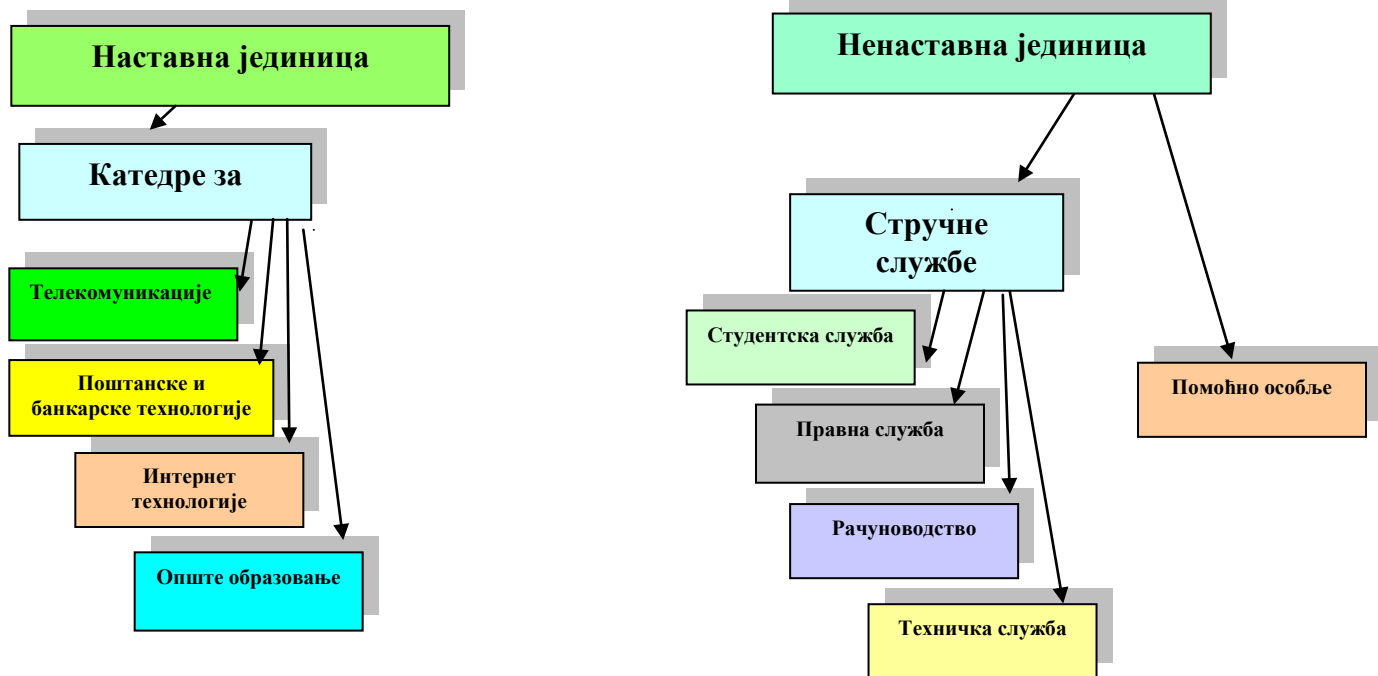 Наставна јединица
Катедре за
Телекомуникације
Поштанске и
банкарске технологије
Интернет
технологије
Опште образовање
Ненаставна јединица
Стручне
службе
Студентска служба
Правна служба
Рачуноводство
Техничка служба
Помоћно особље